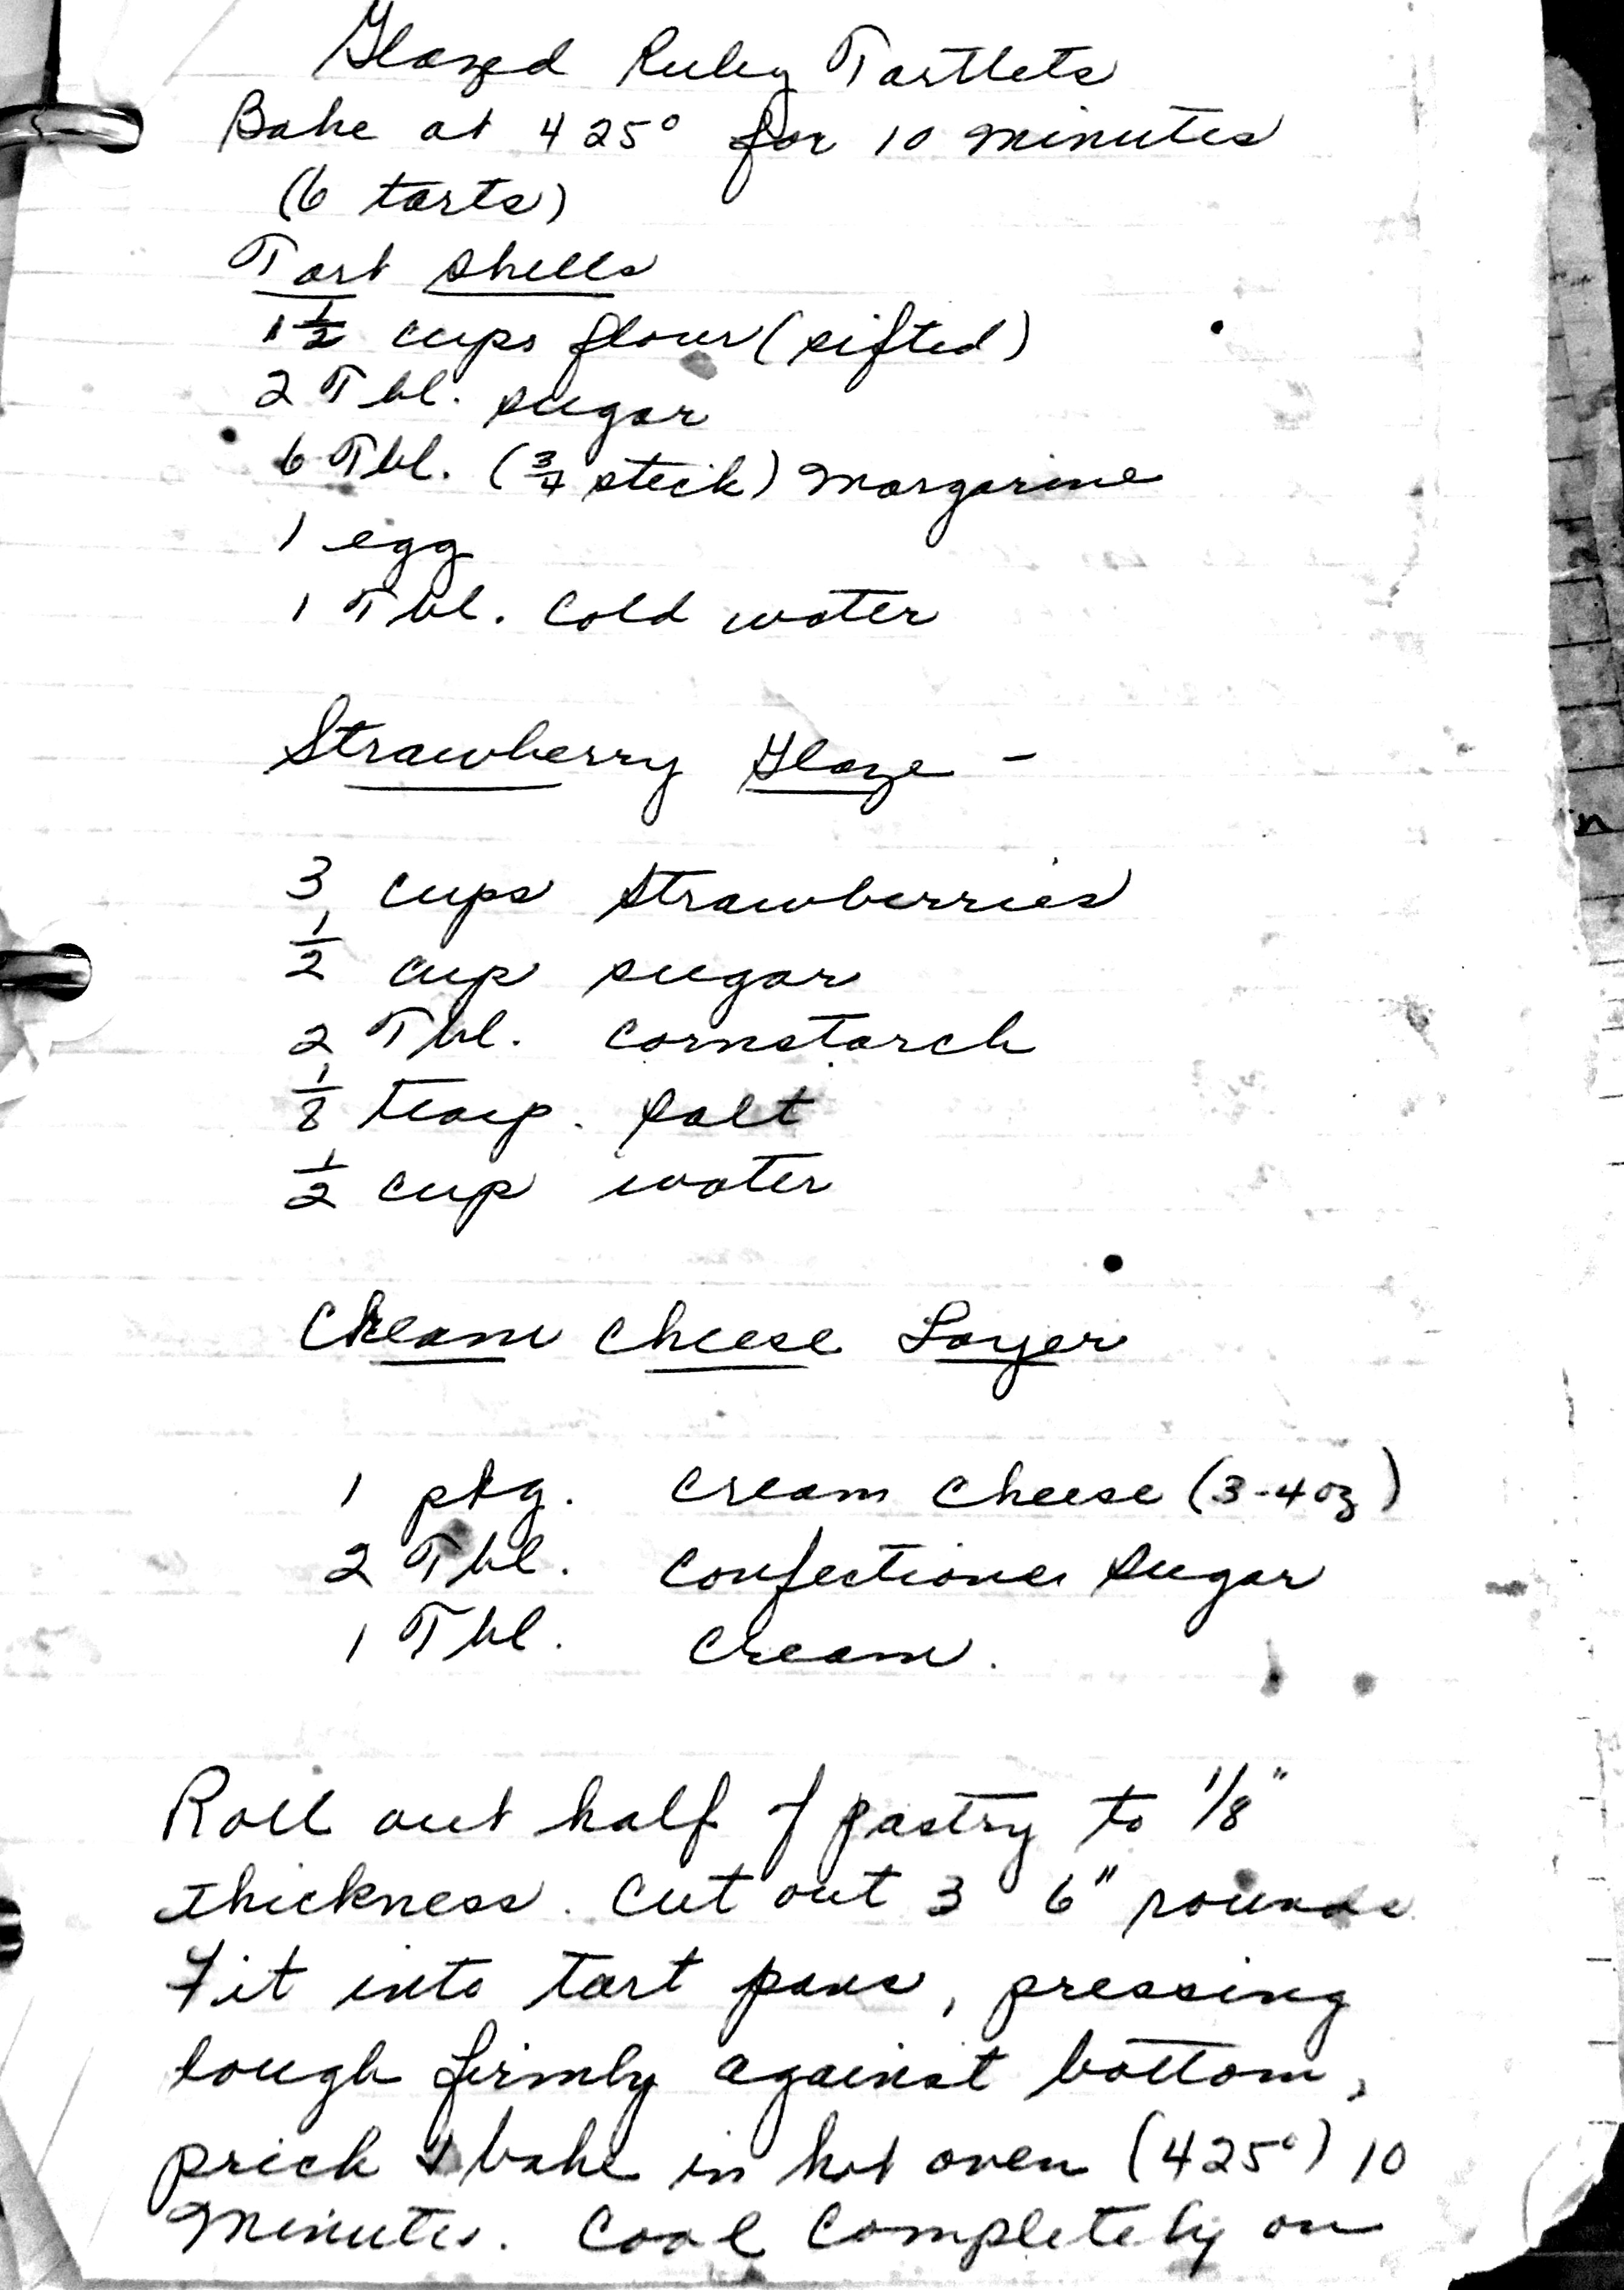 Glazed Ruby Tartlets
Bake at 425° for 10 minutes
(6 tarts)
Tart shells
1 1/2 cups flour (sifted)
2 Tbl. sugar
6 Tbl. (3/4 stick) margarine
1 egg
1 Tbl. cold water
Strawberry Glaze -
3 cups strawberries
1/2 cup sugar
2 Tbl. cornstarch
1/8 teasp. salt
1/2 cup water
Cream Cheese Layer
1 pkg. cream cheese (3-4 oz)
2 Tbl. confectioner sugar
1 Tbl. cream.
Roll out half of pastry to 1/8"
thickness. Cut out 3 6" rounds
Fit into tart pans, pressing
dough firmly against bottom,
prick & bake in hot oven (425°) 10
minutes. Cool completely on